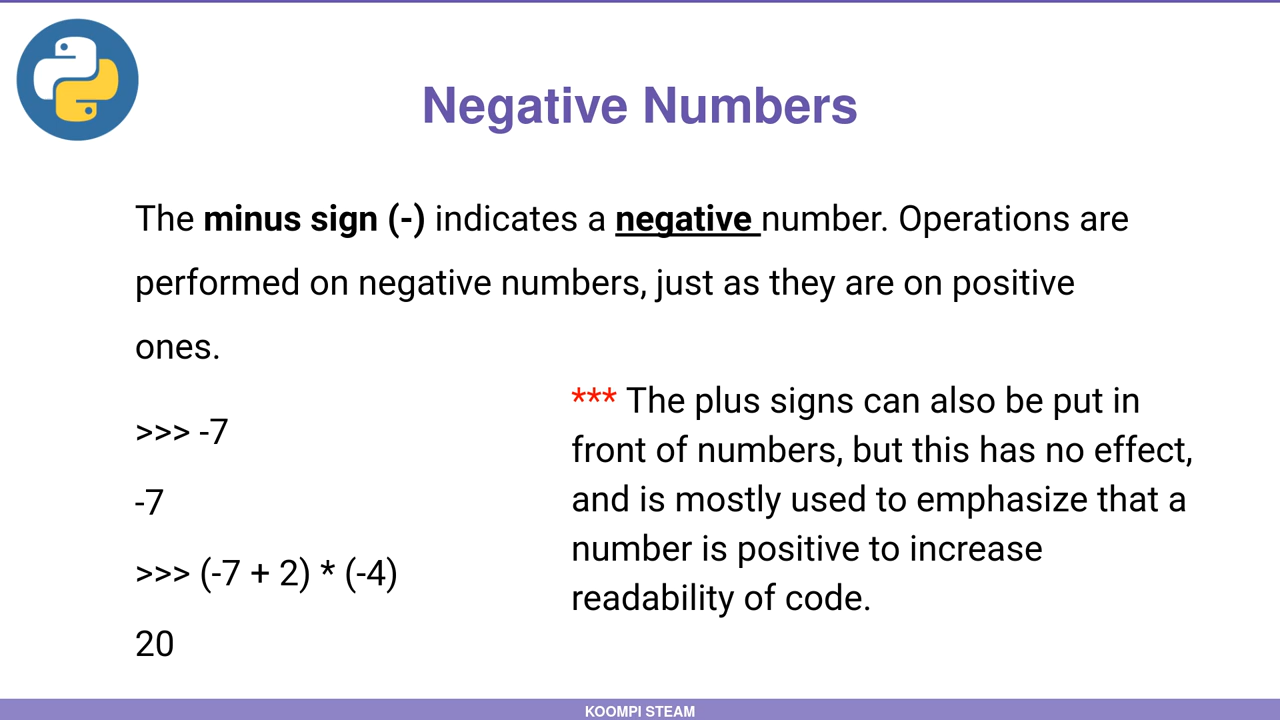 Negative Numbers
The minus sign (-) indicates a negative number. Operations are
performed on negative numbers, just as they are on positive
ones.
>>> -7
-7
>>> (-7 + 2) * (-4)
20
*** The plus signs can also be put in
front of numbers, but this has no effect,
and is mostly used to emphasize that a
number is positive to increase
readability of code.
KOOMPI STEAM